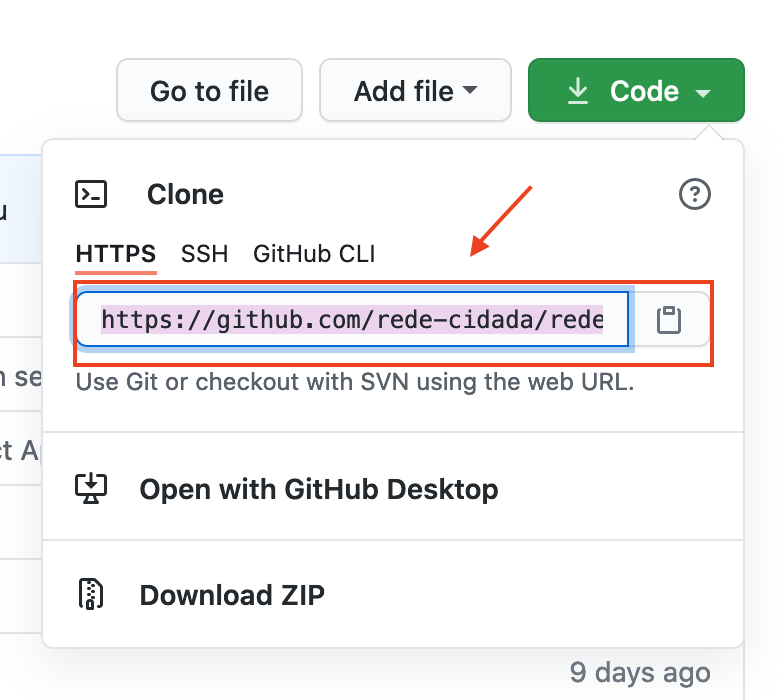 Go to file
Add file
Code
Clone
HTTPS
SSH
GitHub CLI
https://github.com/rede-cidada/rede
Use Git or checkout with SVN using the web URL.
Open with GitHub Desktop
Download ZIP
9 days ago